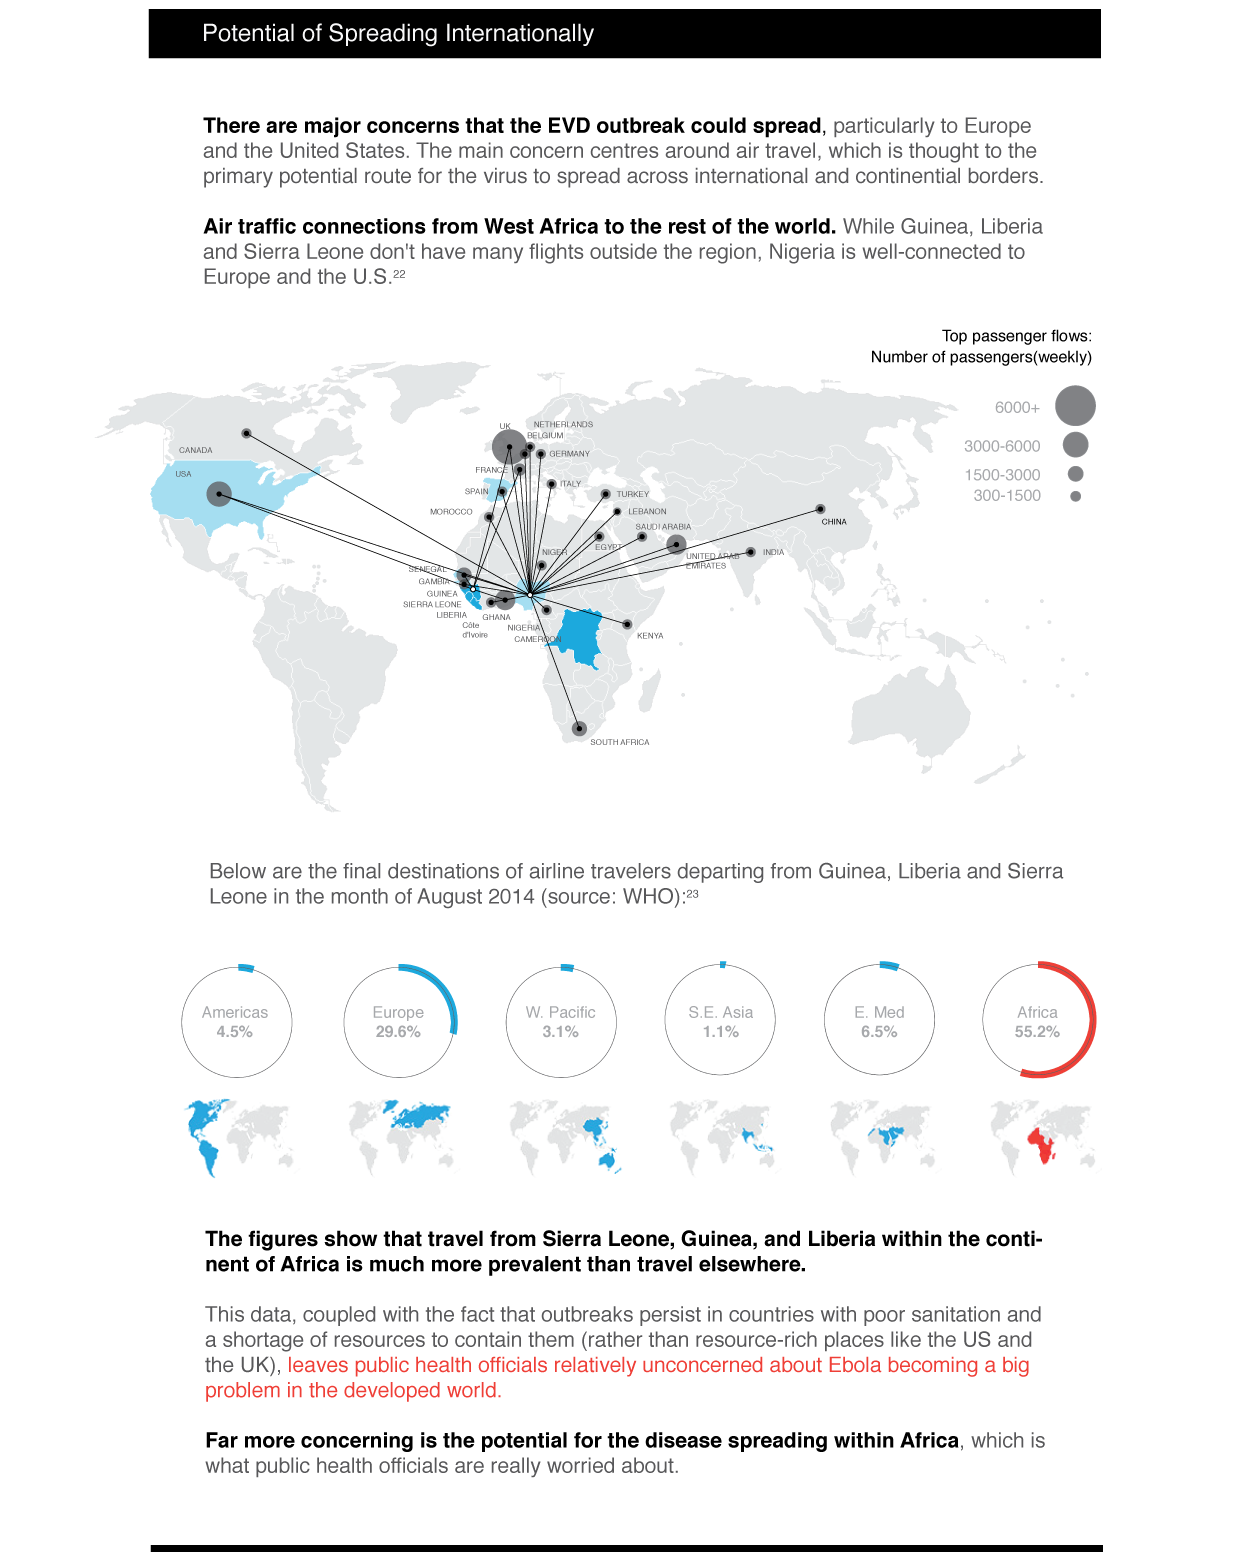 Potential of Spreading Internationally
There are major concerns that the EVD outbreak could spread, particularly to Europe
and the United States. The main concern centres around air travel, which is thought to the
primary potential route for the virus to spread across international and continential borders.
Air traffic connections from West Africa to the rest of the world. While Guinea, Liberia
and Sierra Leone don't have many flights outside the region, Nigeria is well-connected to
Europe and the U.S.22
Top passenger flows:
Number of passengers(weekly)
6000+
3000-6000
1500-3000
300-1500
CANADA
USA
UK
NETHERLANDS
BELGIUM
GERMANY
FRANCE
ITALY
SPAIN
TURKEY
MOROCCO
LEBANON
SAUDI ARABIA
CHINA
EGYPT
NIGER
UNITED ARAB
EMIRATES
INDIA
SENEGAL
GAMBIA
GUINEA
SIERRA LEONE
LIBERIA
GHANA
Côte
d'Ivoire
NIGERIA
CAMEROON
KENYA
SOUTH AFRICA
Below are the final destinations of airline travelers departing from Guinea, Liberia and Sierra
Leone in the month of August 2014 (source: WHO):23
Americas
4.5%
Europe
29.6%
W. Pacific
3.1%
S.E. Asia
1.1%
E. Med
6.5%
Africa
55.2%
The figures show that travel from Sierra Leone, Guinea, and Liberia within the conti-
nent of Africa is much more prevalent than travel elsewhere.
This data, coupled with the fact that outbreaks persist in countries with poor sanitation and
a shortage of resources to contain them (rather than resource-rich places like the US and
the UK), leaves public health officials relatively unconcerned about Ebola becoming a big
problem in the developed world.
Far more concerning is the potential for the disease spreading within Africa, which is
what public health officials are really worried about.